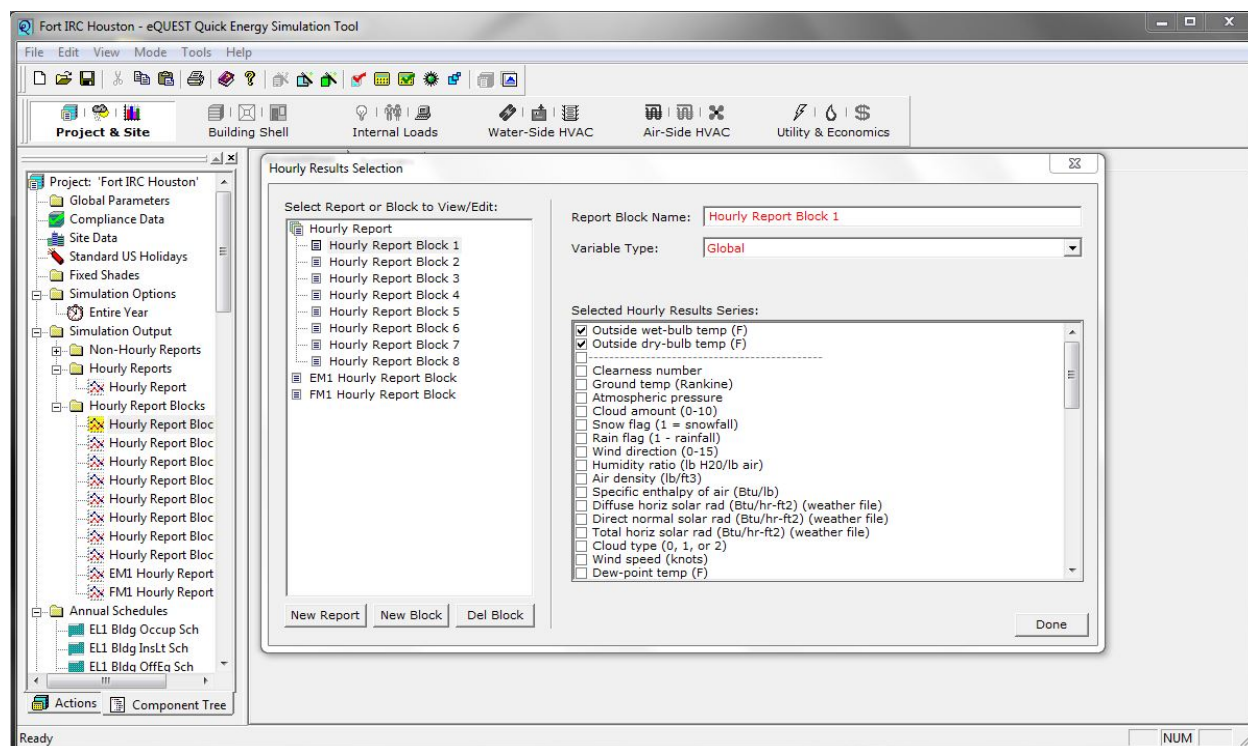 Fort IRC Houston - eQUEST Quick Energy Simulation Tool
File Edit View Mode Tools Help
Project & Site
Building Shell
Internal Loads
Water-Side HVAC
Air-Side HVAC
Utility & Economics
Project: 'Fort IRC Houston'
Global Parameters
Compliance Data
Site Data
Standard US Holidays
Fixed Shades
Simulation Options
Entire Year
Simulation Output
Non-Hourly Reports
Hourly Reports
Hourly Report
Hourly Report Blocks
Hourly Report Bloc
Hourly Report Bloc
Hourly Report Bloc
Hourly Report Bloc
Hourly Report Bloc
Hourly Report Bloc
Hourly Report Bloc
Hourly Report Bloc
EM1 Hourly Report
FM1 Hourly Report
Annual Schedules
EL1 Bldg Occup Sch
EL1 Bldg InsLt Sch
EL1 Bldg OffEq Sch
Actions
Component Tree
Hourly Results Selection
Select Report or Block to View/Edit:
Hourly Report
Hourly Report Block 1
Hourly Report Block 2
Hourly Report Block 3
Hourly Report Block 4
Hourly Report Block 5
Hourly Report Block 6
Hourly Report Block 7
Hourly Report Block 8
EM1 Hourly Report Block
FM1 Hourly Report Block
New Report
New Block
Del Block
Report Block Name: Hourly Report Block 1
Variable Type: Global
Selected Hourly Results Series:
Outside wet-bulb temp (F)
Outside dry-bulb temp (F)
--------------------------------------------
Clearness number
Ground temp (Rankine)
Atmospheric pressure
Cloud amount (0-10)
Snow flag (1 = snowfall)
Rain flag (1 - rainfall)
Wind direction (0-15)
Humidity ratio (lb H20/lb air)
Air density (lb/ft3)
Specific enthalpy of air (Btu/lb)
Diffuse horiz solar rad (Btu/hr-ft2) (weather file)
Direct normal solar rad (Btu/hr-ft2) (weather file)
Total horiz solar rad (Btu/hr-ft2) (weather file)
Cloud type (0, 1, or 2)
Wind speed (knots)
Dew-point temp (F)
Done
Ready
NUM